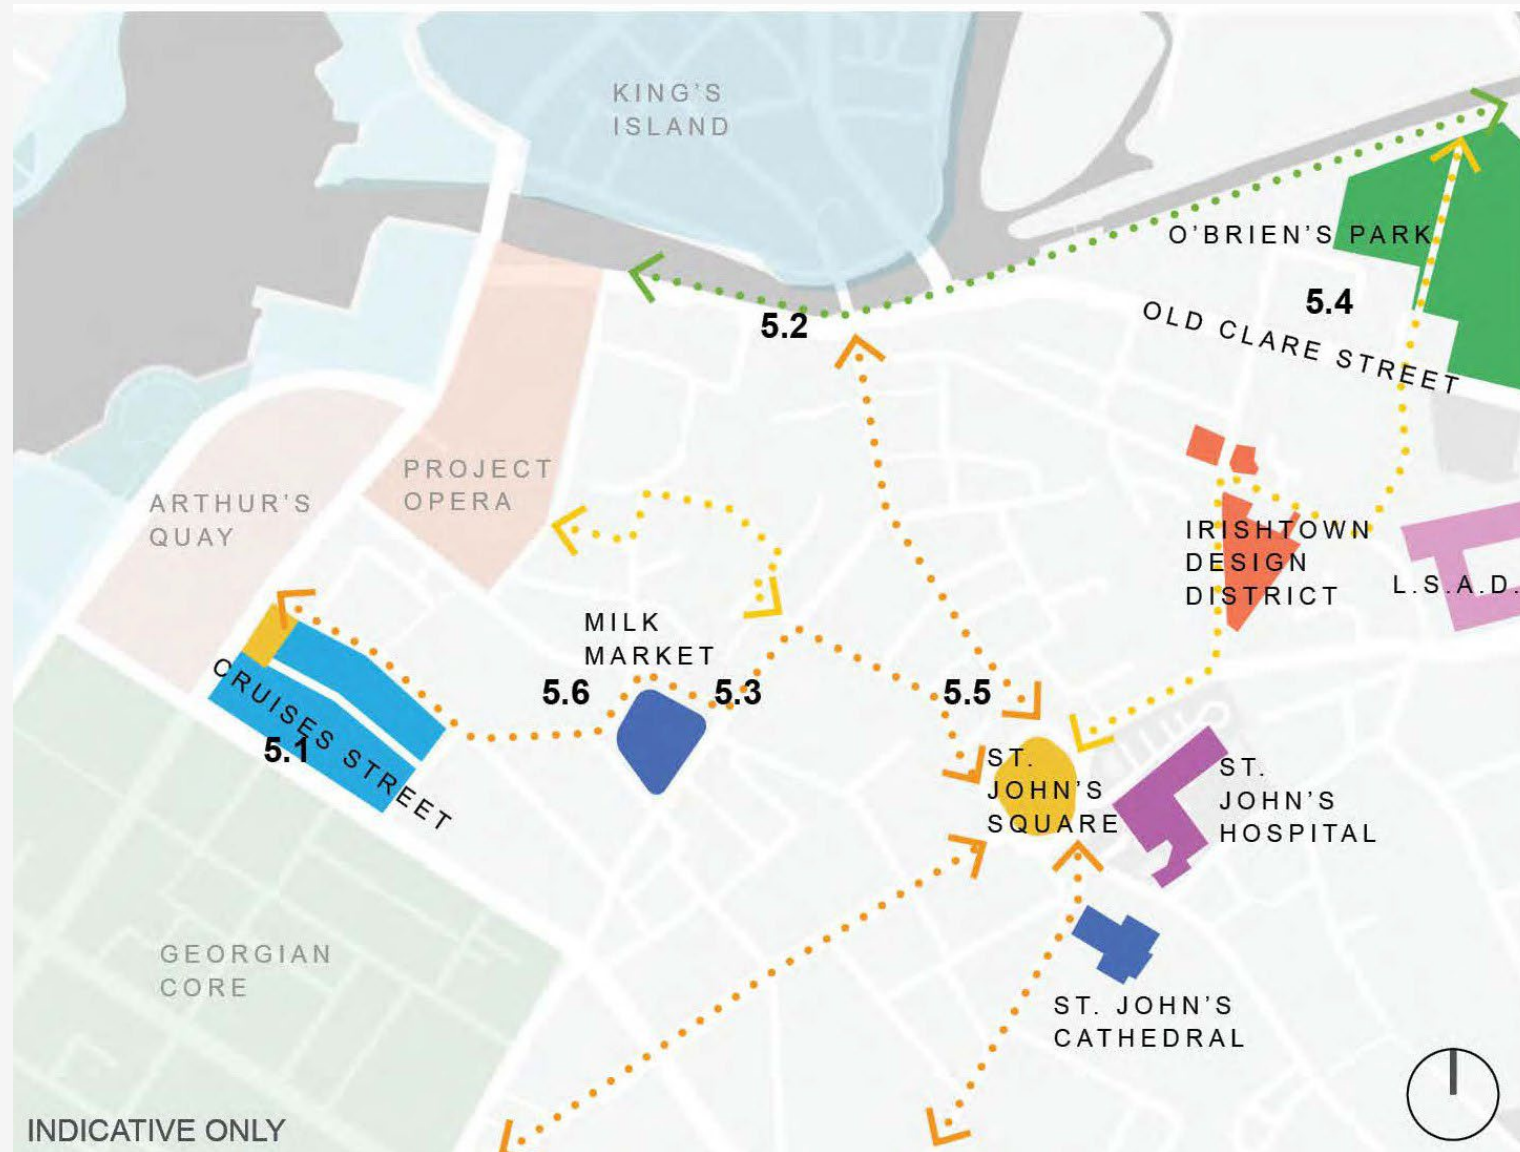 KING'S
ISLAND
O'BRIEN'S PARK
5.4
5.2
OLD CLARE STREET
PROJECT
OPERA
ARTHUR'S
QUAY
IRISHTOWN
DESIGN
DISTRICT
L.S.A.D.
MILK
MARKET
5.6
5.3
5.5
CRUISES STREET
5.1
ST.
JOHN'S
SQUARE
ST.
JOHN'S
HOSPITAL
GEORGIAN
CORE
ST. JOHN'S
CATHEDRAL
INDICATIVE ONLY